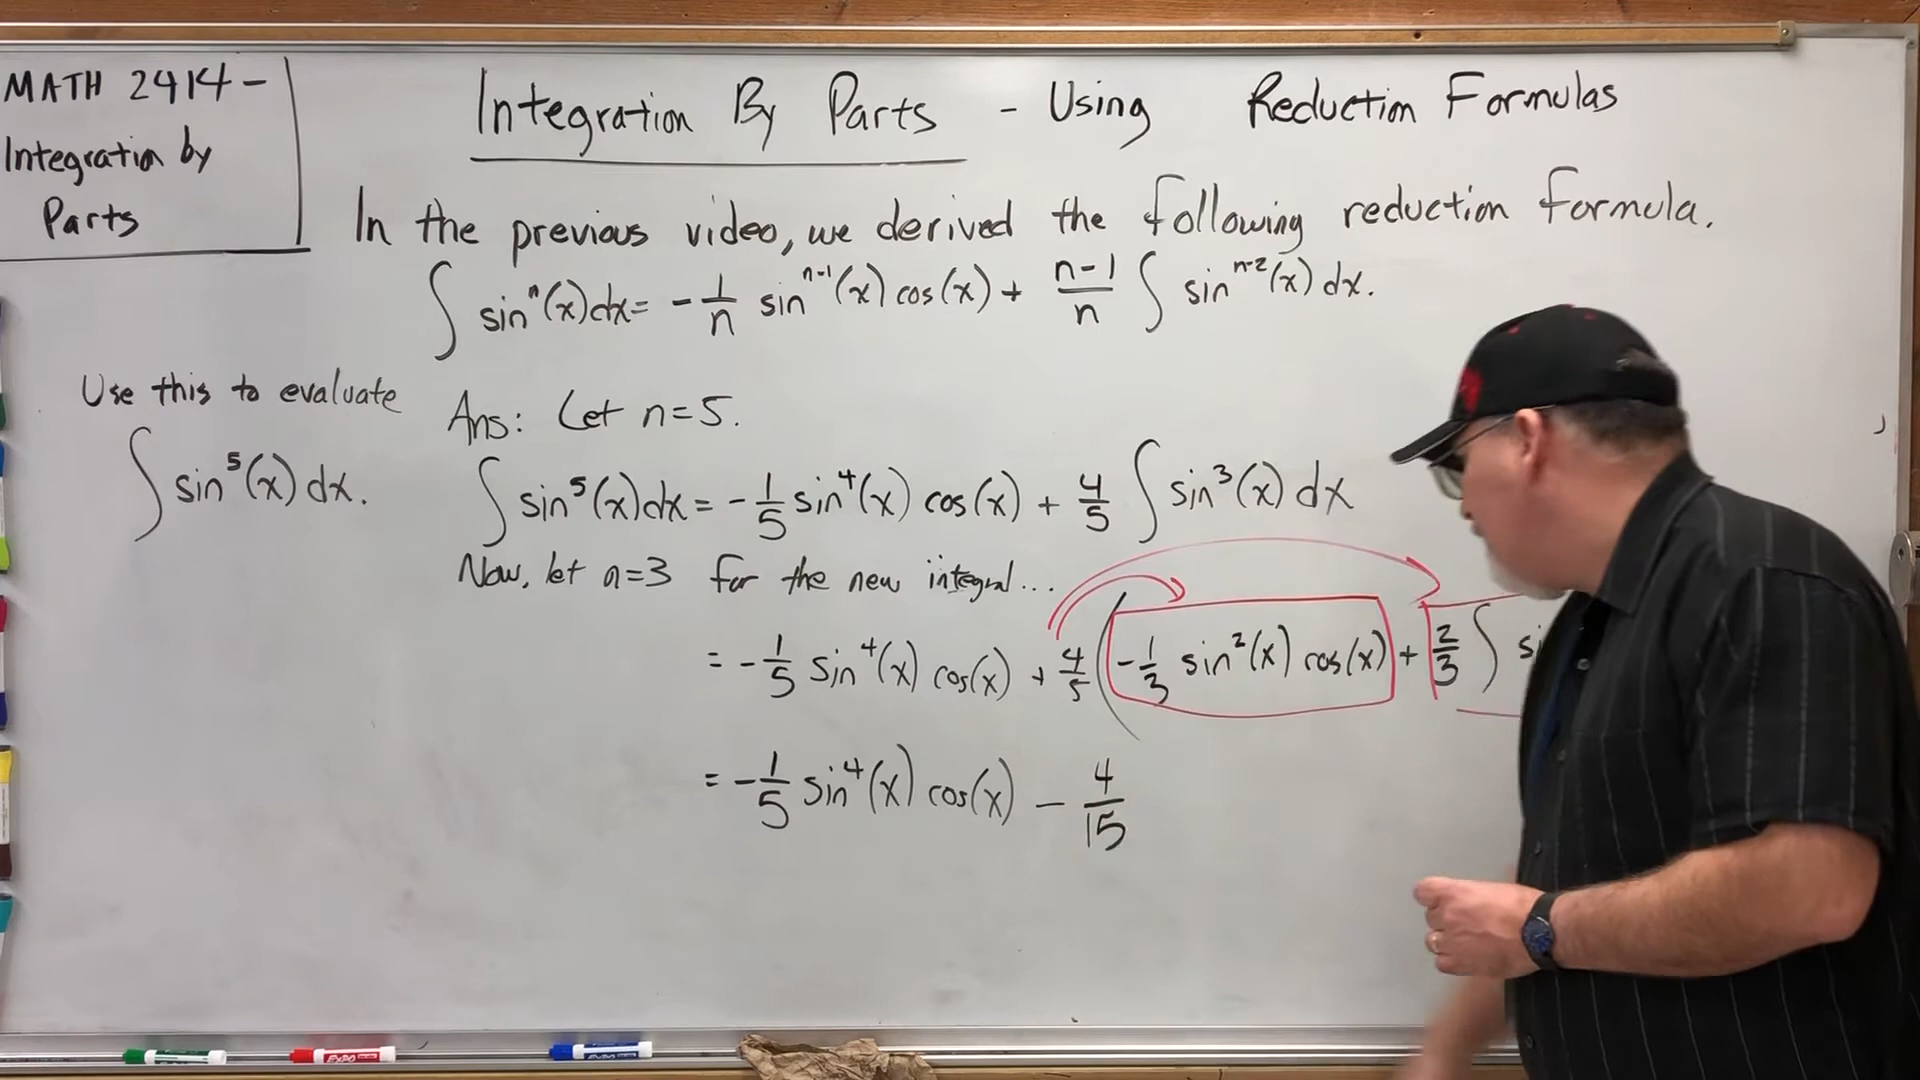 MATH 2414 -
Integration by
Parts
Integration By Parts - Using Reduction Formulas
In the previous video, we derived the following reduction formula.
∫ sinⁿ(x) dx = - 1/n sinⁿ⁻¹(x) cos(x) + (n-1)/n ∫ sinⁿ⁻²(x) dx.
Use this to evaluate
∫ sin⁵(x) dx.
Ans: Let n=5.
∫ sin⁵(x) dx = - 1/5 sin⁴(x) cos(x) + 4/5 ∫ sin³(x) dx
Now, let n=3 for the new integral...
= - 1/5 sin⁴(x) cos(x) + 4/5 ( - 1/3 sin²(x) cos(x) + 2/3 ∫ si
= - 1/5 sin⁴(x) cos(x) - 4/15
EXPO